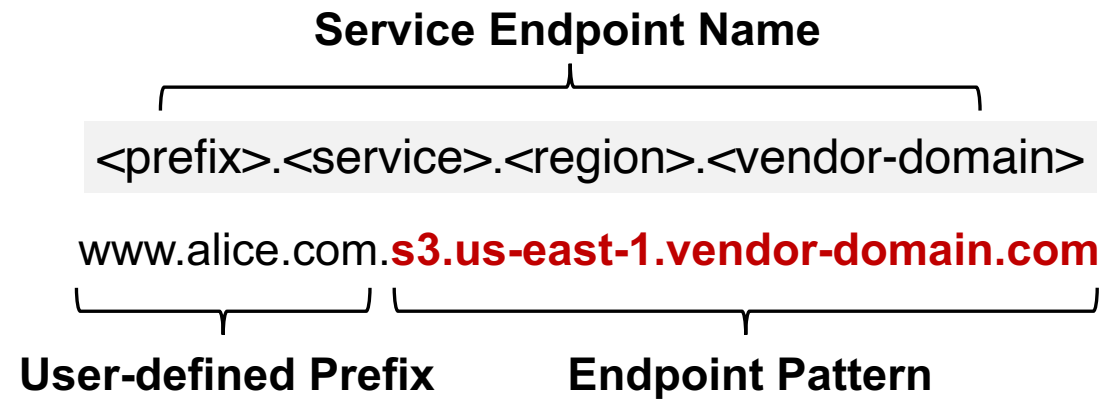 Service Endpoint Name
<prefix>.<service>.<region>.<vendor-domain>
www.alice.com.s3.us-east-1.vendor-domain.com
User-defined Prefix Endpoint Pattern